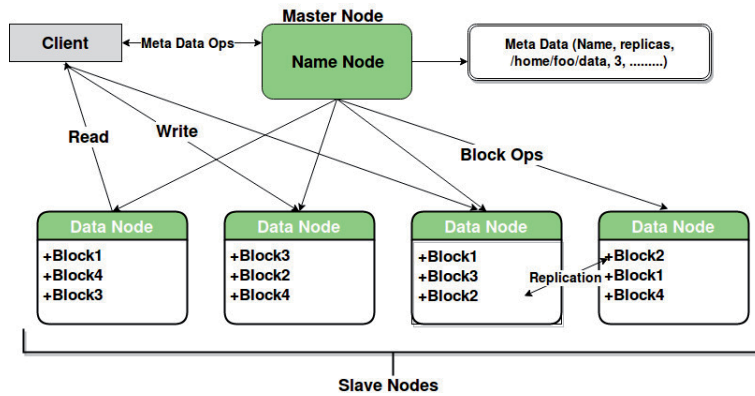 Master Node
Client
Meta Data Ops
Name Node
Meta Data (Name, replicas,
/home/foo/data, 3, .........)
Read
Write
Block Ops
Data Node
+Block1
+Block4
+Block3
Data Node
+Block3
+Block2
+Block4
Data Node
+Block1
+Block3
+Block2
Replication
Data Node
+Block2
+Block1
+Block4
Slave Nodes